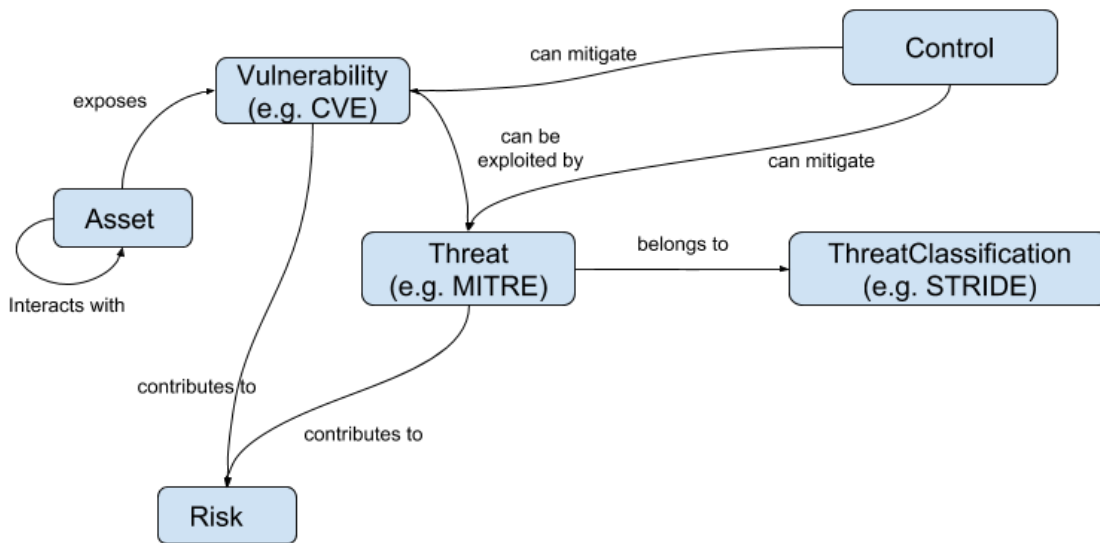 Control
can mitigate
Vulnerability
(e.g. CVE)
exposes
can be
exploited by
can mitigate
Asset
Threat
(e.g. MITRE)
belongs to
ThreatClassification
(e.g. STRIDE)
Interacts with
contributes to
contributes to
Risk